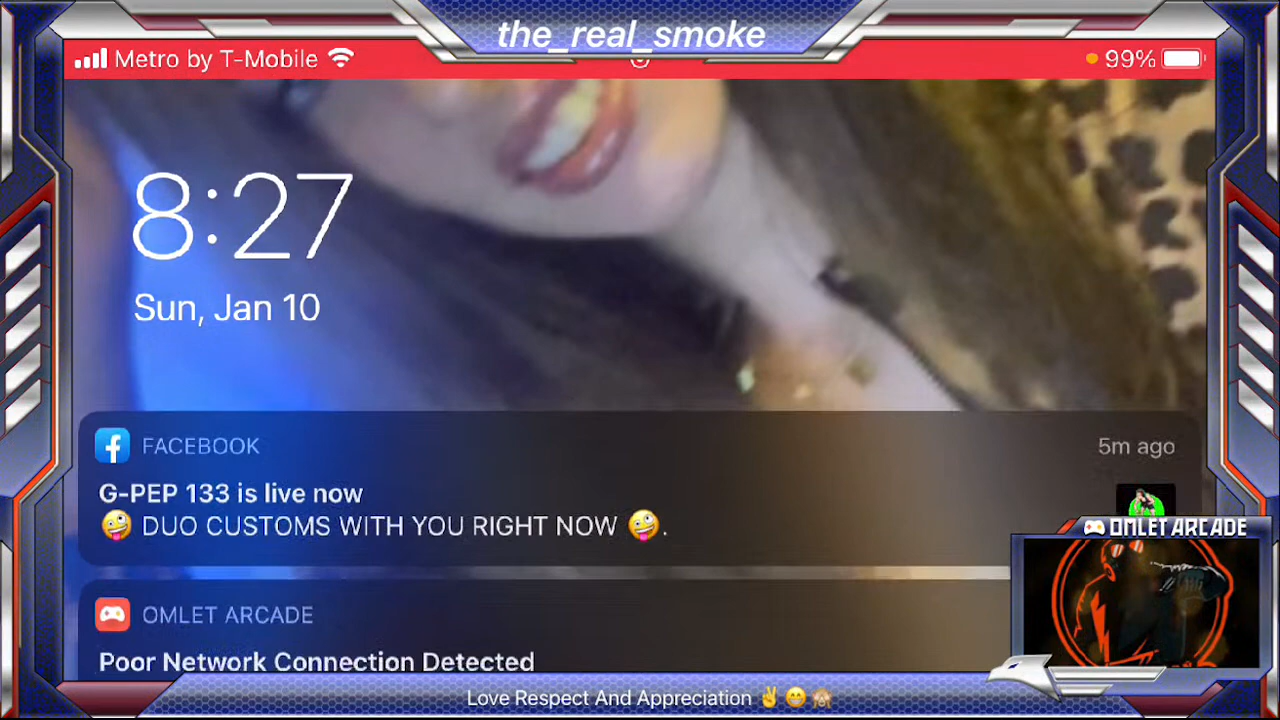 the_real_smoke
Metro by T-Mobile
99%
8:27
Sun, Jan 10
FACEBOOK
5m ago
G-PEP 133 is live now
🤪 DUO CUSTOMS WITH YOU RIGHT NOW 🤪.
OMLET ARCADE
OMLET ARCADE
Poor Network Connection Detected
Love Respect And Appreciation ✌️😁🙈